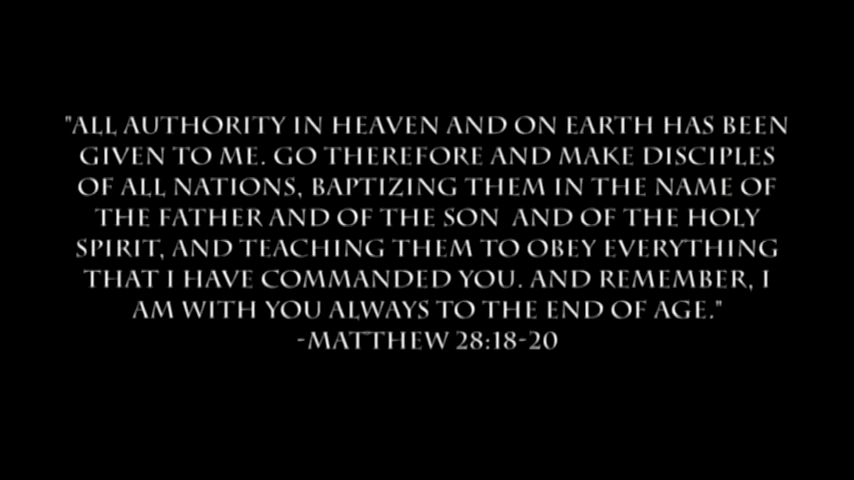 "ALL AUTHORITY IN HEAVEN AND ON EARTH HAS BEEN
GIVEN TO ME. GO THEREFORE AND MAKE DISCIPLES
OF ALL NATIONS, BAPTIZING THEM IN THE NAME OF
THE FATHER AND OF THE SON AND OF THE HOLY
SPIRIT, AND TEACHING THEM TO OBEY EVERYTHING
THAT I HAVE COMMANDED YOU. AND REMEMBER, I
AM WITH YOU ALWAYS TO THE END OF AGE."
-MATTHEW 28:18-20